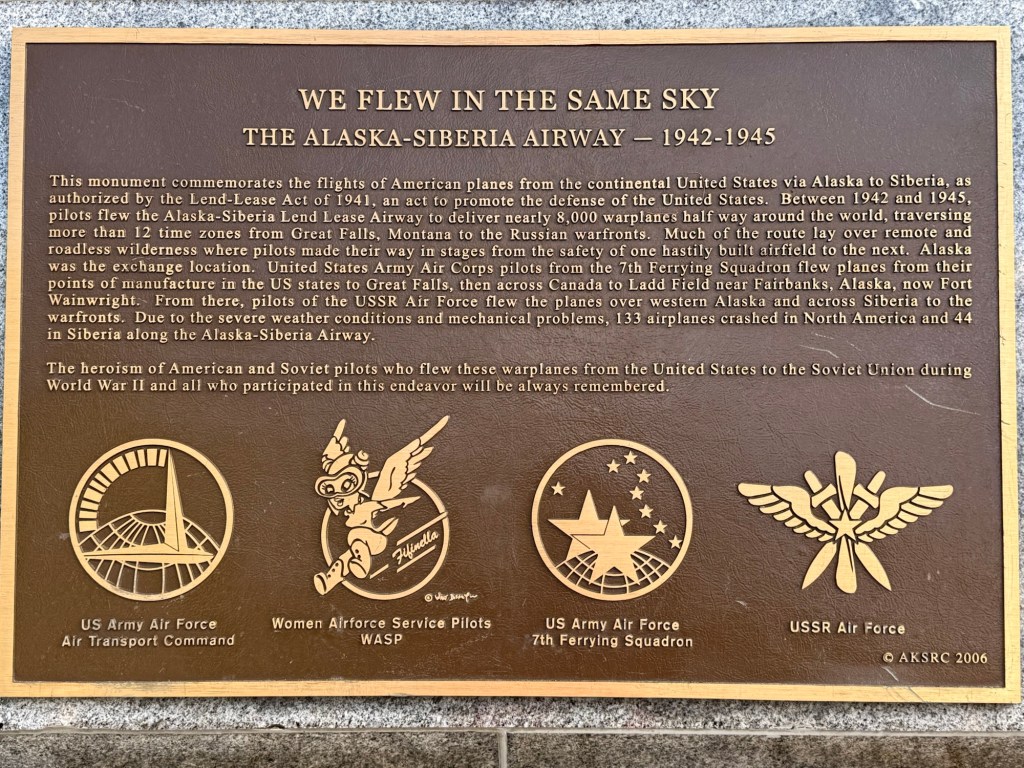 WE FLEW IN THE SAME SKY
THE ALASKA-SIBERIA AIRWAY — 1942-1945
This monument commemorates the flights of American planes from the continental United States via Alaska to Siberia, as
authorized by the Lend-Lease Act of 1941, an act to promote the defense of the United States. Between 1942 and 1945,
pilots flew the Alaska-Siberia Lend Lease Airway to deliver nearly 8,000 warplanes half way around the world, traversing
more than 12 time zones from Great Falls, Montana to the Russian warfronts. Much of the route lay over remote and
roadless wilderness where pilots made their way in stages from the safety of one hastily built airfield to the next. Alaska
was the exchange location. United States Army Air Corps pilots from the 7th Ferrying Squadron flew planes from their
points of manufacture in the US states to Great Falls, then across Canada to Ladd Field near Fairbanks, Alaska, now Fort
Wainwright. From there, pilots of the USSR Air Force flew the planes over western Alaska and across Siberia to the
warfronts. Due to the severe weather conditions and mechanical problems, 133 airplanes crashed in North America and 44
in Siberia along the Alaska-Siberia Airway.
The heroism of American and Soviet pilots who flew these warplanes from the United States to the Soviet Union during
World War II and all who participated in this endeavor will be always remembered.
Fifinella
©
US Army Air Force
Air Transport Command
Women Airforce Service Pilots
WASP
US Army Air Force
7th Ferrying Squadron
USSR Air Force
© AKSRC 2006